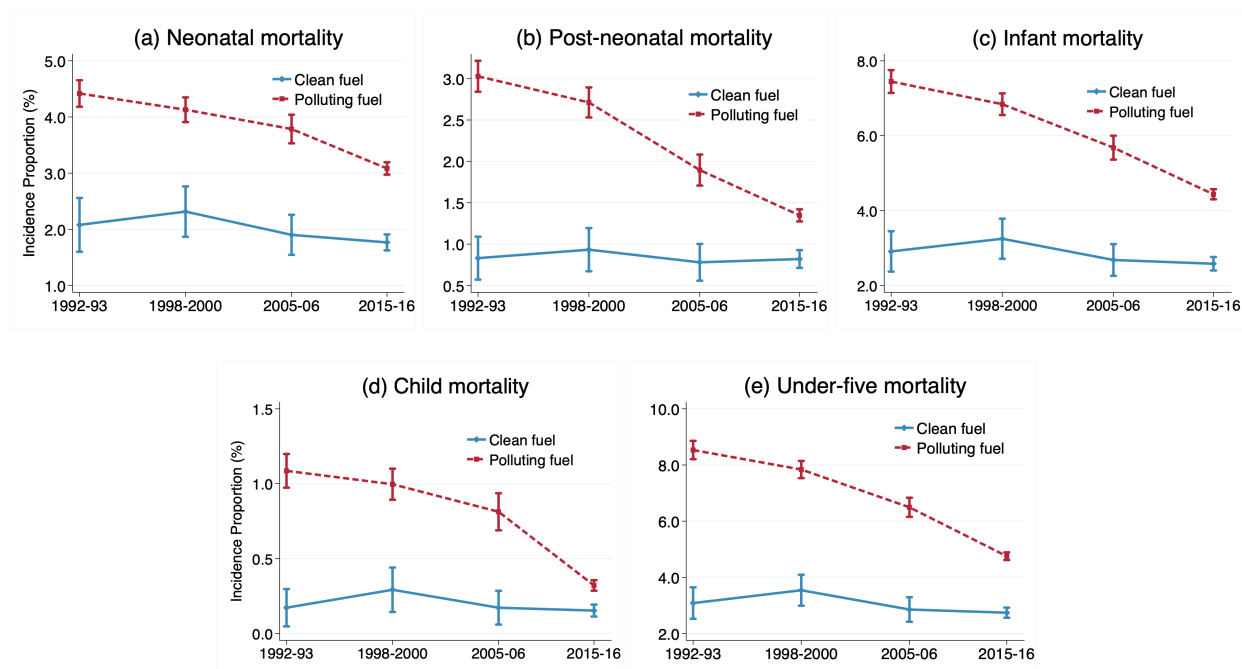 (a) Neonatal mortality
Incidence Proportion (%)
5.0
4.0
3.0
2.0
1.0
Clean fuel
Polluting fuel
1992-93 1998-2000 2005-06 2015-16
(b) Post-neonatal mortality
3.0
2.5
2.0
1.5
1.0
0.5
Clean fuel
Polluting fuel
1992-93 1998-2000 2005-06 2015-16
(c) Infant mortality
8.0
6.0
4.0
2.0
Clean fuel
Polluting fuel
1992-93 1998-2000 2005-06 2015-16
(d) Child mortality
Incidence Proportion (%)
1.5
1.0
0.5
0.0
Clean fuel
Polluting fuel
1992-93 1998-2000 2005-06 2015-16
(e) Under-five mortality
10.0
8.0
6.0
4.0
2.0
Clean fuel
Polluting fuel
1992-93 1998-2000 2005-06 2015-16